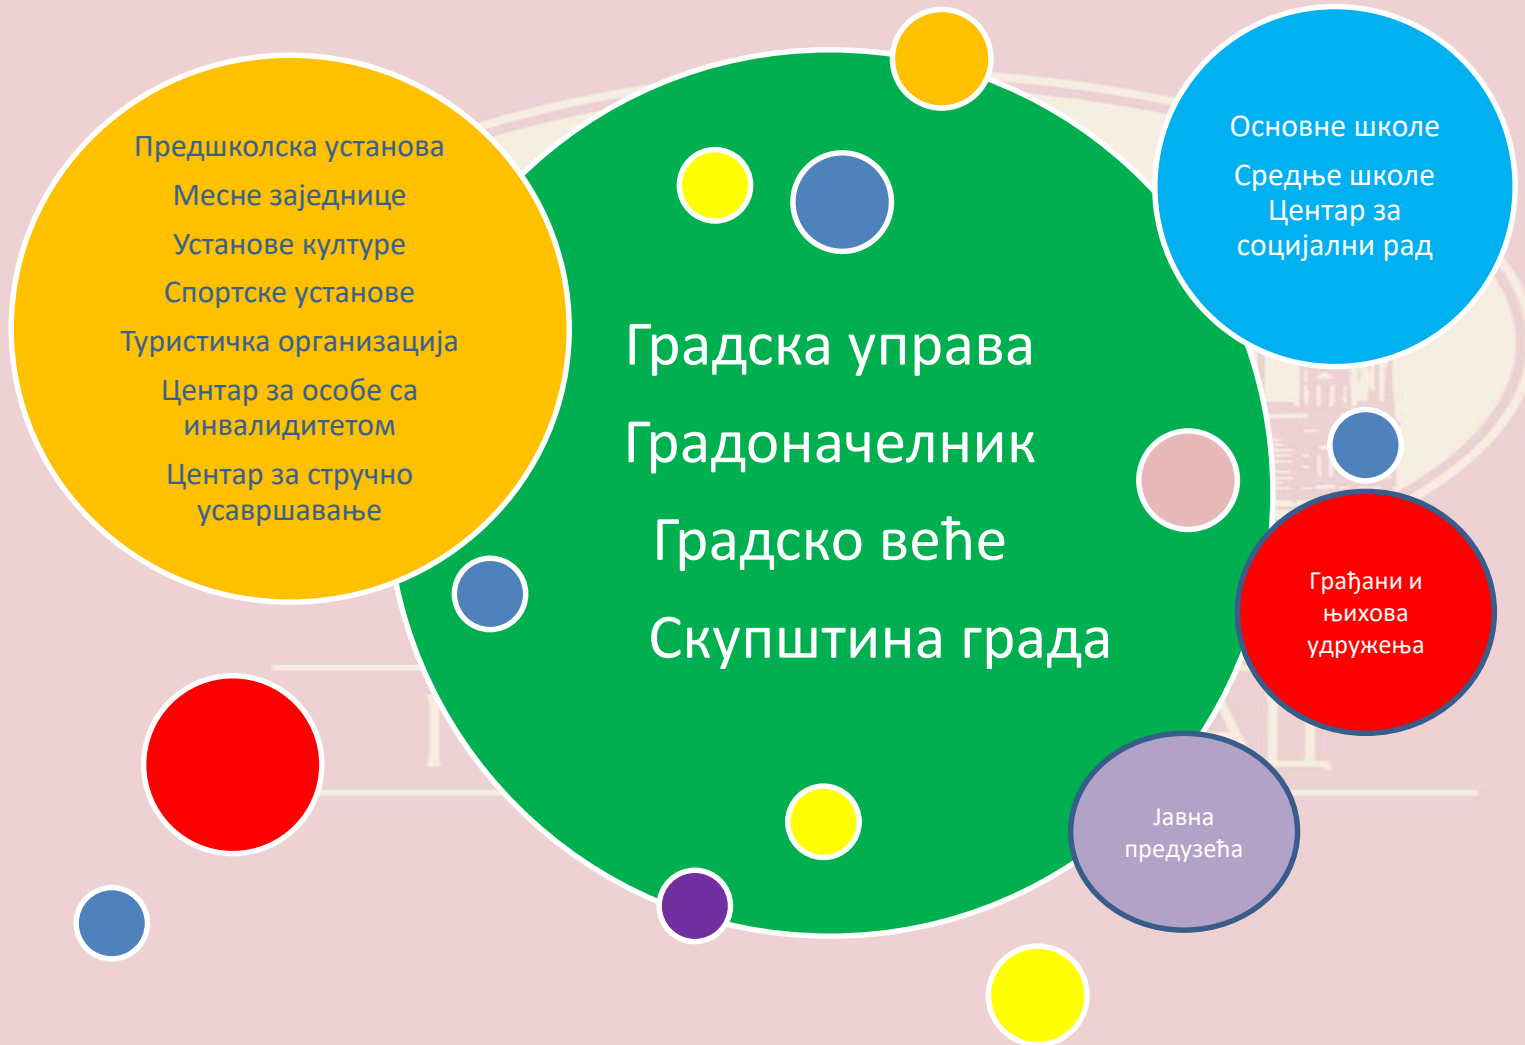 Предшколска установа
Месне заједнице
Установе културе
Спортске установе
Туристичка организација
Центар за особе са
инвалидитетом
Центар за стручно
усавршавање
Градска управа
Градоначелник
Градско веће
Скупштина града
Основне школе
Средње школе
Центар за
социјални рад
Грађани и
њихова
удружења
Јавна
предузећа